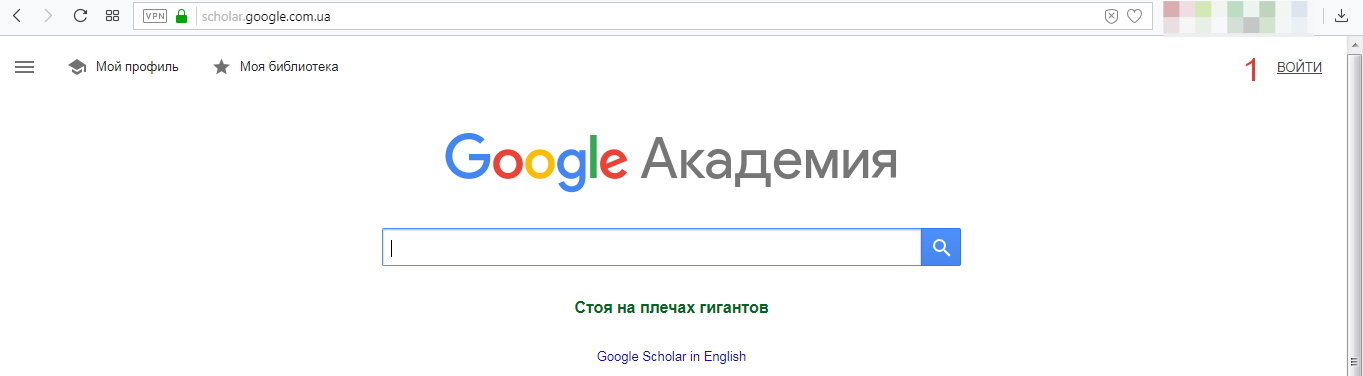 VPN scholar.google.com.ua
Мой профиль Моя библиотека 1 ВОЙТИ
Google Академия
Стоя на плечах гигантов
Google Scholar in English